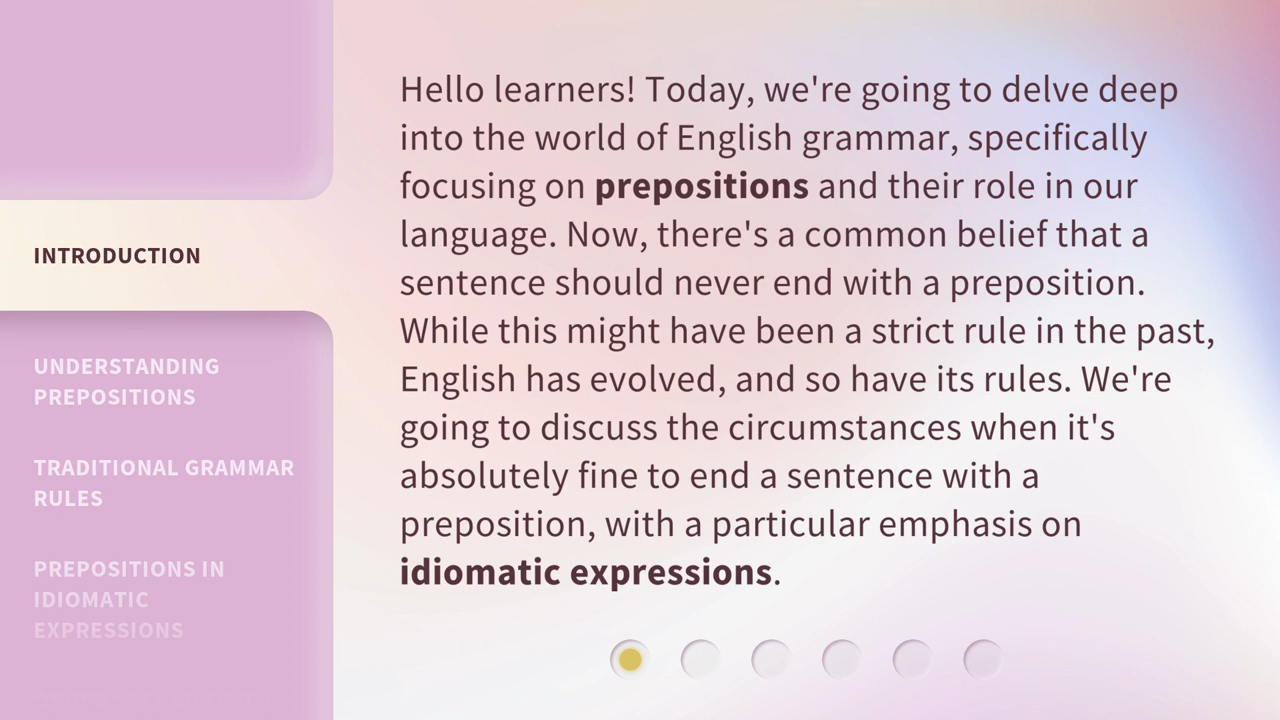 INTRODUCTION
UNDERSTANDING
PREPOSITIONS
TRADITIONAL GRAMMAR
RULES
PREPOSITIONS IN
IDIOMATIC
EXPRESSIONS
Hello learners! Today, we're going to delve deep
into the world of English grammar, specifically
focusing on prepositions and their role in our
language. Now, there's a common belief that a
sentence should never end with a preposition.
While this might have been a strict rule in the past,
English has evolved, and so have its rules. We're
going to discuss the circumstances when it's
absolutely fine to end a sentence with a
preposition, with a particular emphasis on
idiomatic expressions.